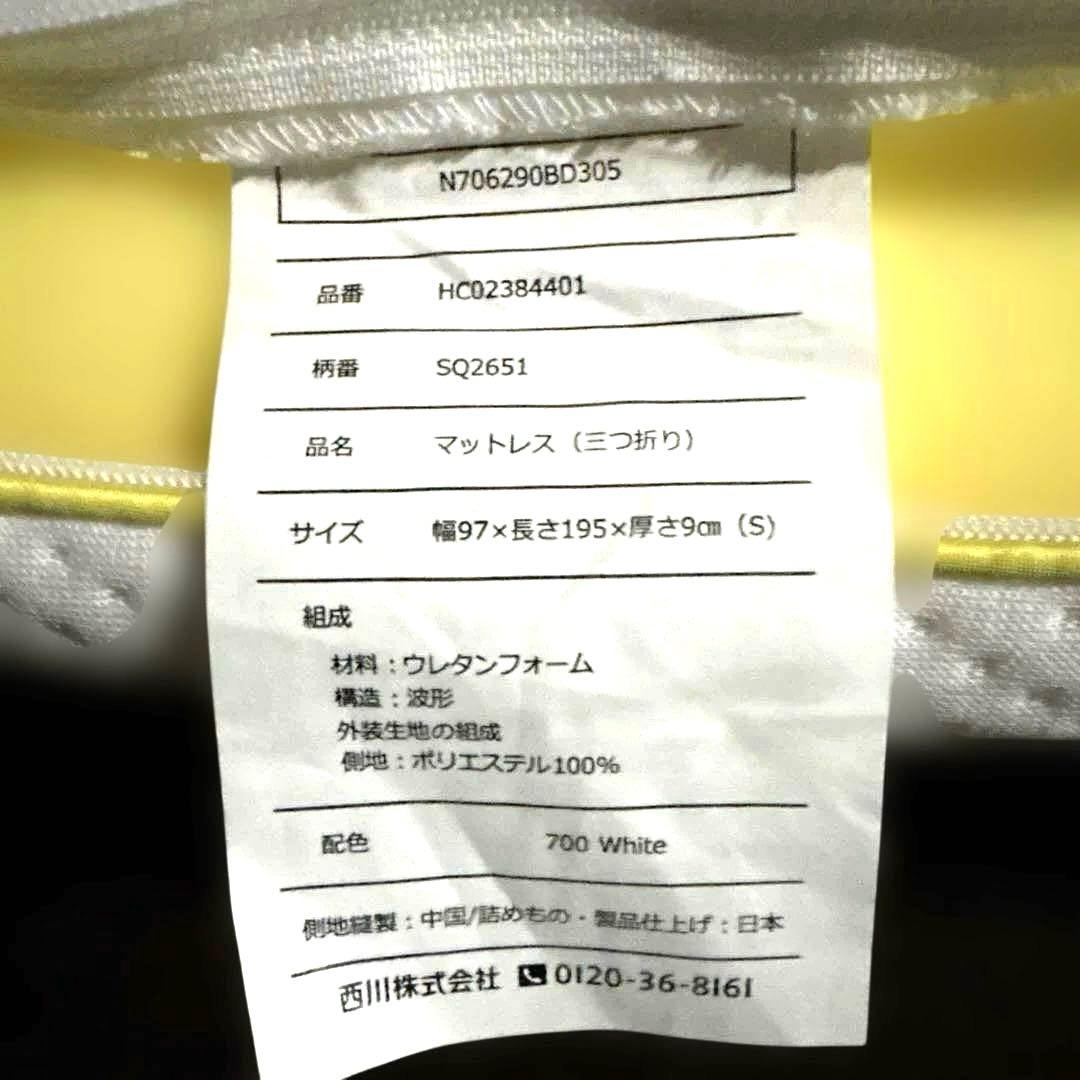 N706290BD305
品番 HC02384401
柄番 SQ2651
品名 マットレス（三つ折り）
サイズ 幅97×長さ195×厚さ9㎝（S）
組成
材料：ウレタンフォーム
構造：波形
外装生地の組成
側地：ポリエステル100%
配色 700 White
側地縫製：中国/詰めもの・製品仕上げ：日本
西川株式会社 0120-36-8161